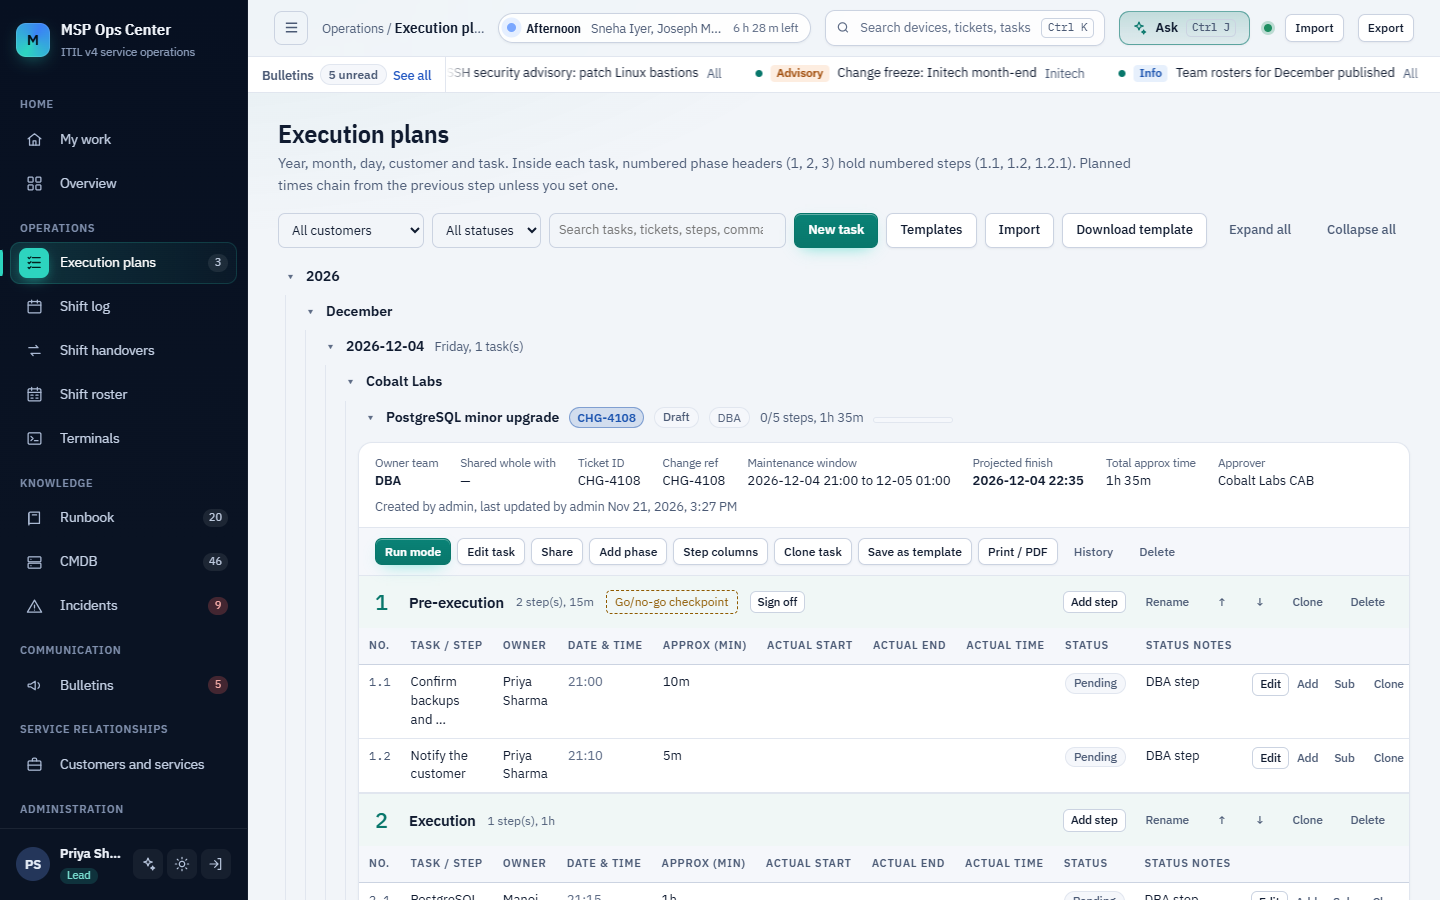 M
MSP Ops Center
ITIL v4 service operations
HOME
My work
Overview
OPERATIONS
Execution plans 3
Shift log
Shift handovers
Shift roster
Terminals
KNOWLEDGE
Runbook 20
CMDB 46
Incidents 9
COMMUNICATION
Bulletins 5
SERVICE RELATIONSHIPS
Customers and services
ADMINISTRATION
PS
Priya Sh...
Lead
Operations / Execution pl...
Afternoon Sneha Iyer, Joseph M... 6 h 28 m left
Search devices, tickets, tasks Ctrl K
Ask Ctrl J
Import
Export
Bulletins 5 unread See all
SSH security advisory: patch Linux bastions All
Advisory Change freeze: Initech month-end Initech
Info Team rosters for December published All
Execution plans
Year, month, day, customer and task. Inside each task, numbered phase headers (1, 2, 3) hold numbered steps (1.1, 1.2, 1.2.1). Planned
times chain from the previous step unless you set one.
All customers All statuses Search tasks, tickets, steps, comma New task Templates Import Download template Expand all Collapse all
2026
December
2026-12-04 Friday, 1 task(s)
Cobalt Labs
PostgreSQL minor upgrade CHG-4108 Draft DBA 0/5 steps, 1h 35m
Owner team Shared whole with Ticket ID Change ref Maintenance window Projected finish Total approx time Approver
DBA — CHG-4108 CHG-4108 2026-12-04 21:00 to 12-05 01:00 2026-12-04 22:35 1h 35m Cobalt Labs CAB
Created by admin, last updated by admin Nov 21, 2026, 3:27 PM
Run mode Edit task Share Add phase Step columns Clone task Save as template Print / PDF History Delete
1 Pre-execution 2 step(s), 15m Go/no-go checkpoint Sign off Add step Rename ↑ ↓ Clone Delete
NO. TASK / STEP OWNER DATE & TIME APPROX (MIN) ACTUAL START ACTUAL END ACTUAL TIME STATUS STATUS NOTES
1.1 Confirm backups and ... Priya Sharma 21:00 10m Pending DBA step Edit Add Sub Clone
1.2 Notify the customer Priya Sharma 21:10 5m Pending DBA step Edit Add Sub Clone
2 Execution 1 step(s), 1h Add step Rename ↑ ↓ Clone Delete
NO. TASK / STEP OWNER DATE & TIME APPROX (MIN) ACTUAL START ACTUAL END ACTUAL TIME STATUS STATUS NOTES
2.1 PostgreSQL Manoj 21:15 1h Pending DBA step Edit Add Sub Clone